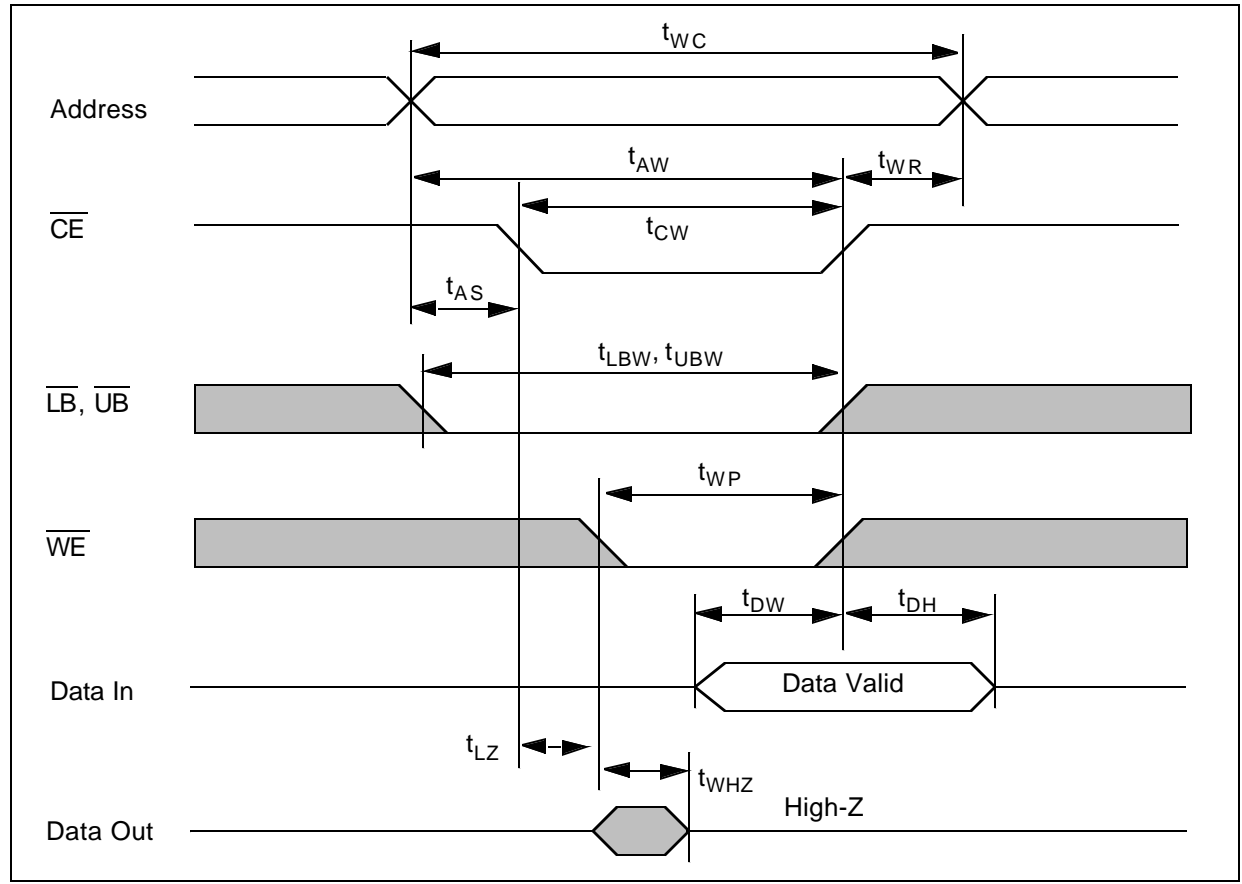 tWC
Address
tAW
tWR
CE
tCW
tAS
tLBW, tUBW
LB, UB
tWP
WE
tDW
tDH
Data In
Data Valid
tLZ
tWHZ
High-Z
Data Out